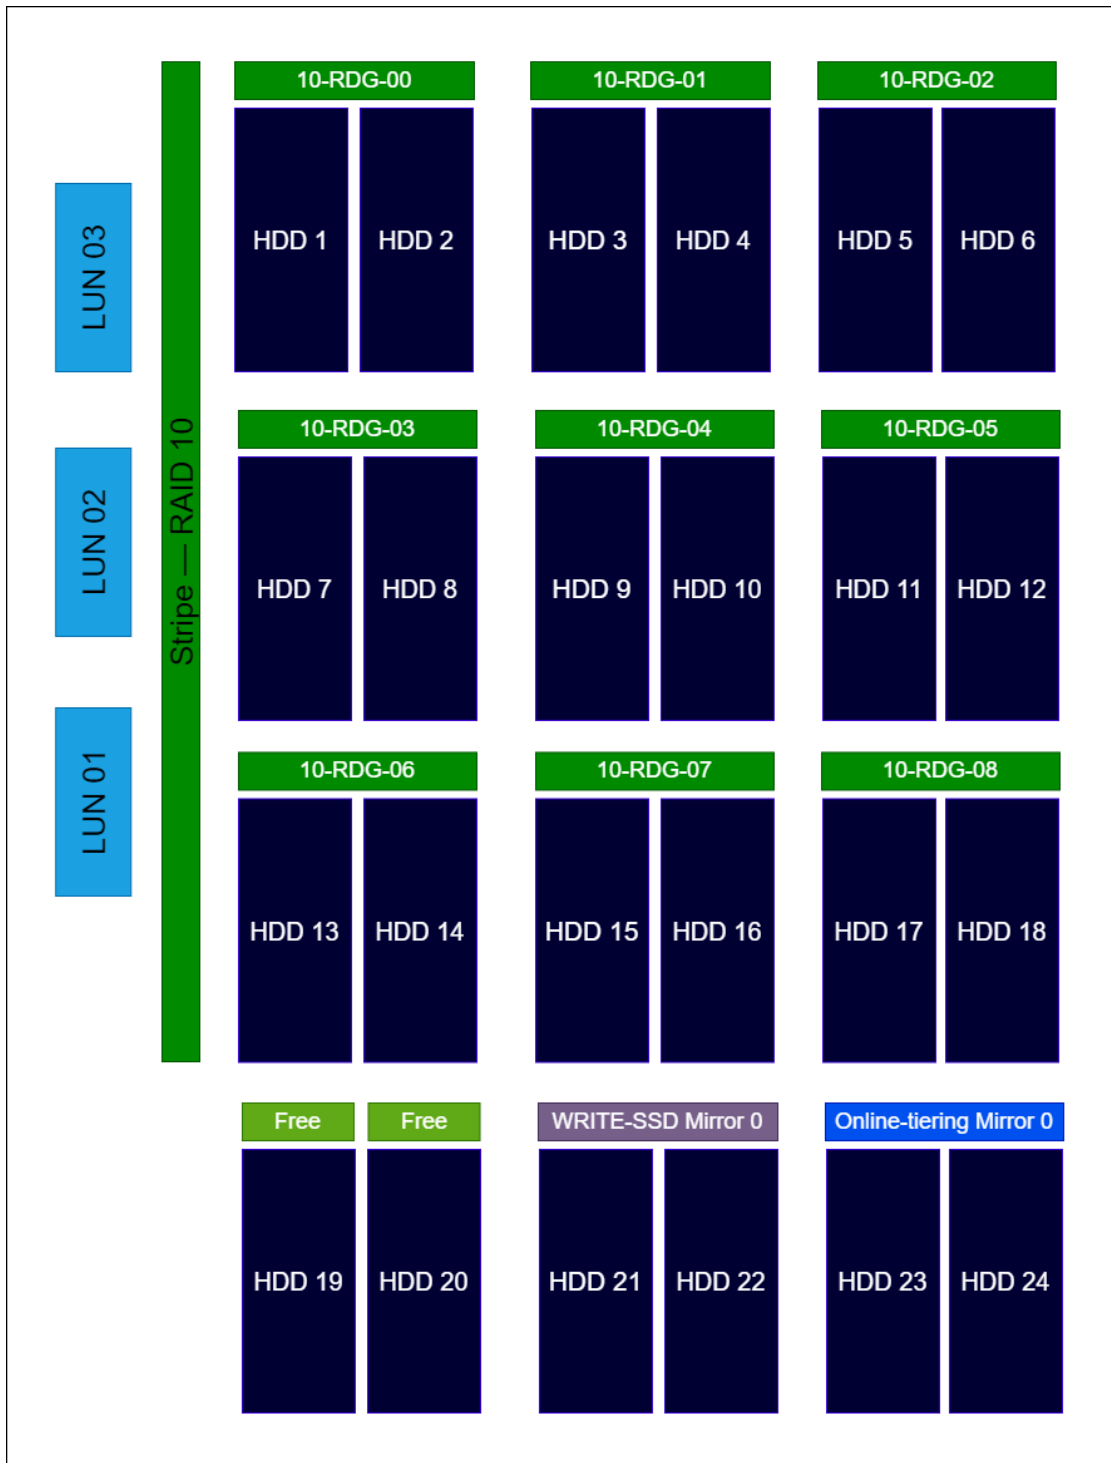 10-RDG-00
10-RDG-01
10-RDG-02
HDD 1
HDD 2
HDD 3
HDD 4
HDD 5
HDD 6
LUN 03
Stripe — RAID 10
10-RDG-03
10-RDG-04
10-RDG-05
LUN 02
HDD 7
HDD 8
HDD 9
HDD 10
HDD 11
HDD 12
10-RDG-06
10-RDG-07
10-RDG-08
LUN 01
HDD 13
HDD 14
HDD 15
HDD 16
HDD 17
HDD 18
Free
Free
WRITE-SSD Mirror 0
Online-tiering Mirror 0
HDD 19
HDD 20
HDD 21
HDD 22
HDD 23
HDD 24